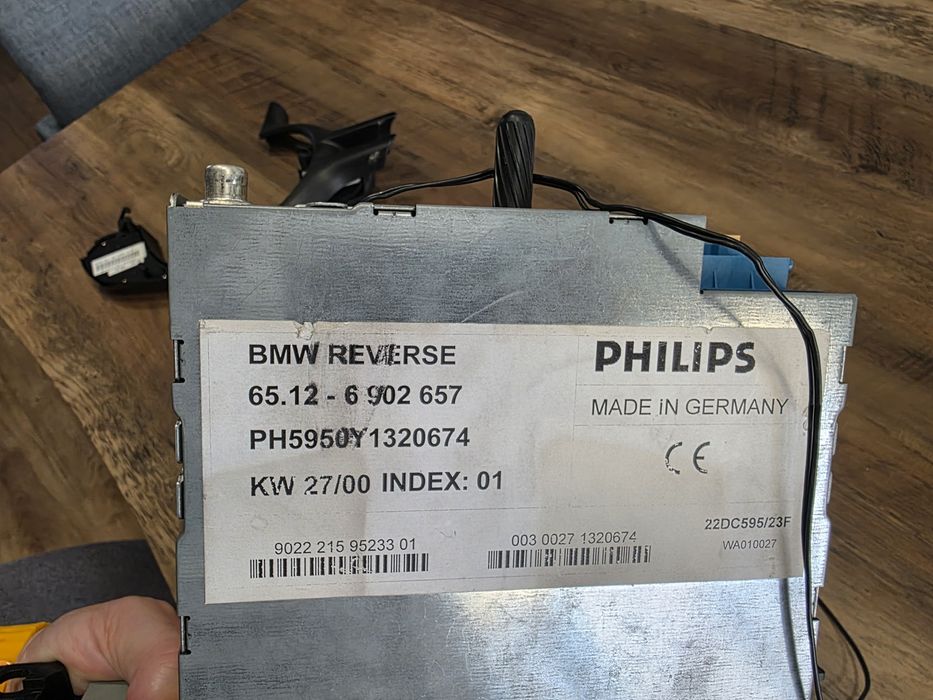 BMW REVERSE
65.12 - 6 902 657
PH5950Y1320674
KW 27/00 INDEX: 01
9022 215 95233 01
PHILIPS
MADE iN GERMANY
CE
003 0027 1320674
22DC595/23F
WA010027